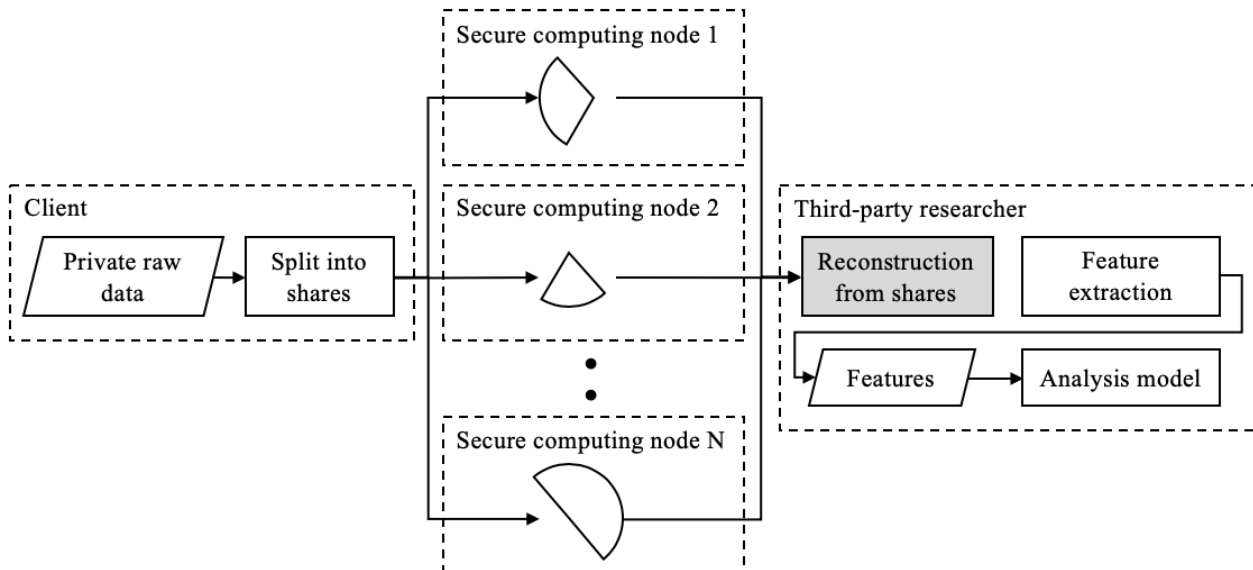 Secure computing node 1
Client
Private raw
data
Split into
shares
Secure computing node 2
Secure computing node N
Third-party researcher
Reconstruction
from shares
Feature
extraction
Features
Analysis model